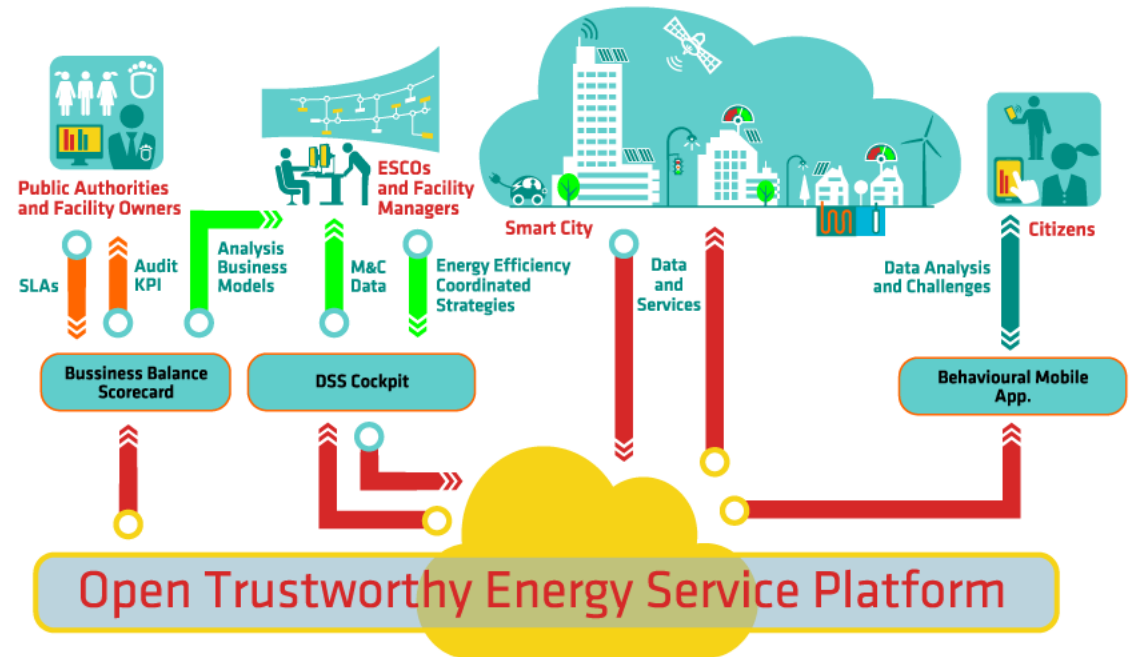 Public Authorities
and Facility Owners
ESCOs
and Facility
Managers
Smart City
Citizens
SLAs
Audit
KPI
Analysis
Business
Models
M&C
Data
Energy Efficiency
Coordinated
Strategies
Data
and
Services
Data Analysis
and Challenges
Bussiness Balance
Scorecard
DSS Cockpit
Behavioural Mobile
App.
Open Trustworthy Energy Service Platform